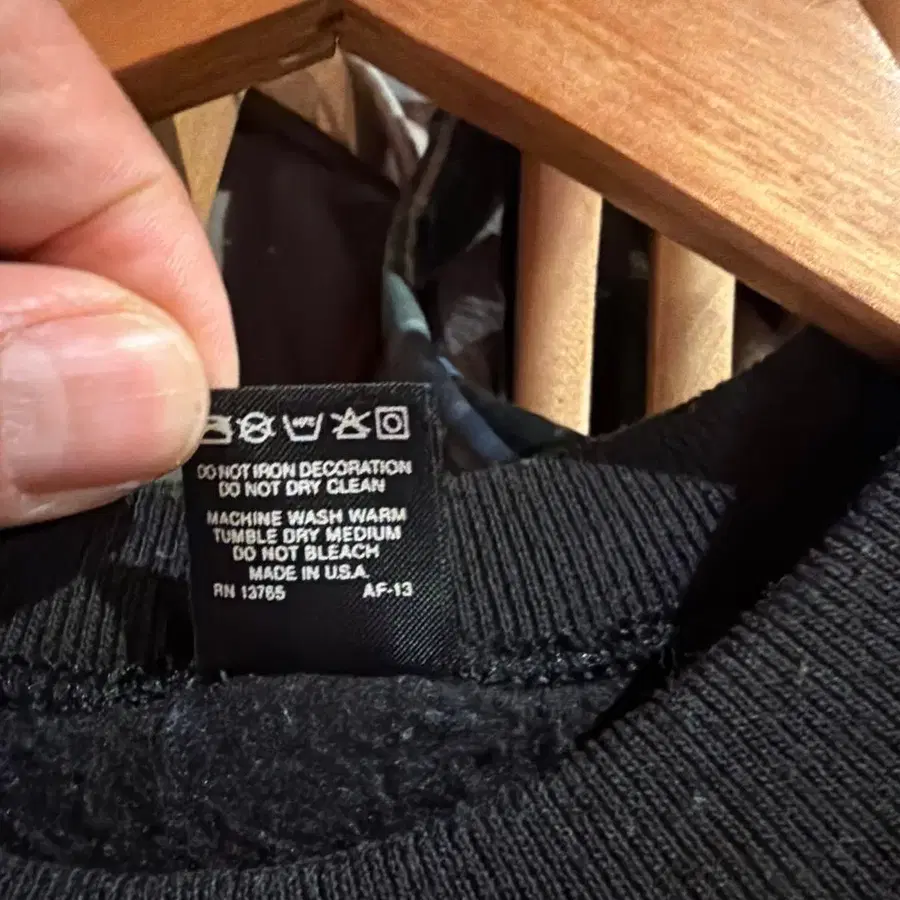 DO NOT IRON DECORATION
DO NOT DRY CLEAN
MACHINE WASH WARM
TUMBLE DRY MEDIUM
DO NOT BLEACH
MADE IN U.S.A.
RN 13765 AF-13